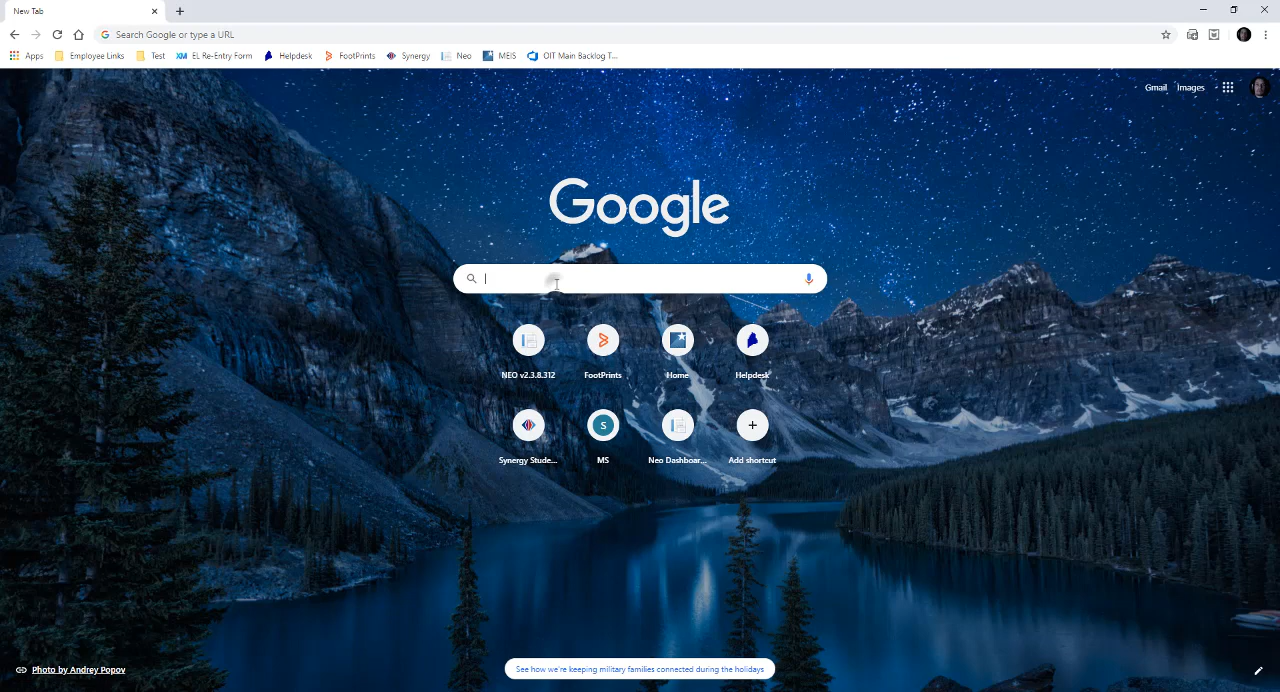 New Tab
Search Google or type a URL
Apps Employee Links Test XM EL Re-Entry Form Helpdesk FootPrints Synergy Neo MEIS OIT Main Backlog T...
Gmail Images
Google
NEO v2.3.8.312 FootPrints Home Helpdesk
S
Synergy Stude... MS Neo Dashboar... Add shortcut
Photo by Andrey Popov
See how we're keeping military families connected during the holidays